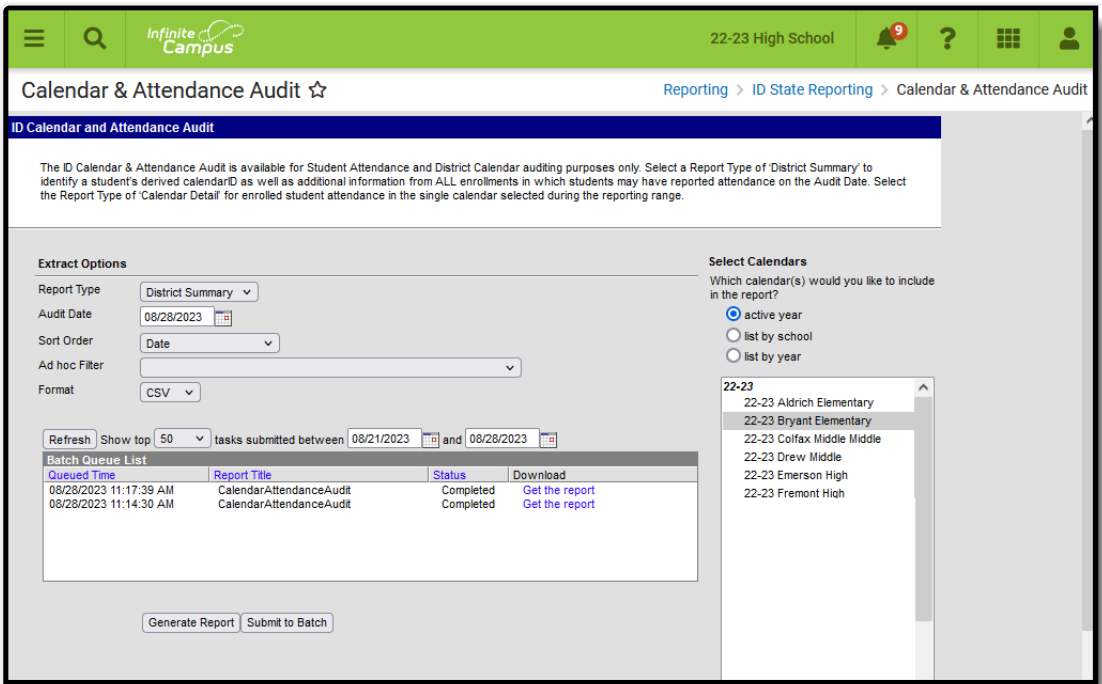 Infinite Campus
22-23 High School
9
?
Calendar & Attendance Audit
Reporting > ID State Reporting > Calendar & Attendance Audit
ID Calendar and Attendance Audit
The ID Calendar & Attendance Audit is available for Student Attendance and District Calendar auditing purposes only. Select a Report Type of 'District Summary' to
identify a student's derived calendarID as well as additional information from ALL enrollments in which students may have reported attendance on the Audit Date. Select
the Report Type of 'Calendar Detail' for enrolled student attendance in the single calendar selected during the reporting range.
Extract Options
Report Type District Summary
Audit Date 08/28/2023
Sort Order Date
Ad hoc Filter
Format CSV
Refresh Show top 50 tasks submitted between 08/21/2023 and 08/28/2023
Batch Queue List
Queued Time Report Title Status Download
08/28/2023 11:17:39 AM CalendarAttendanceAudit Completed Get the report
08/28/2023 11:14:30 AM CalendarAttendanceAudit Completed Get the report
Generate Report Submit to Batch
Select Calendars
Which calendar(s) would you like to include
in the report?
active year
list by school
list by year
22-23
22-23 Aldrich Elementary
22-23 Bryant Elementary
22-23 Colfax Middle Middle
22-23 Drew Middle
22-23 Emerson High
22-23 Fremont High